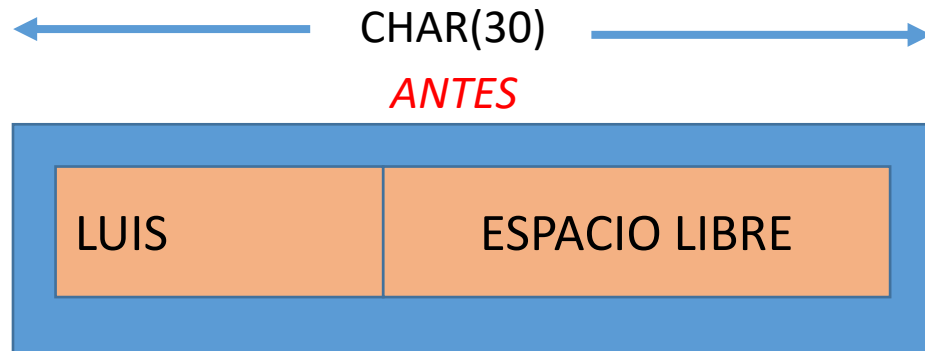 CHAR(30)
ANTES
LUIS ESPACIO LIBRE